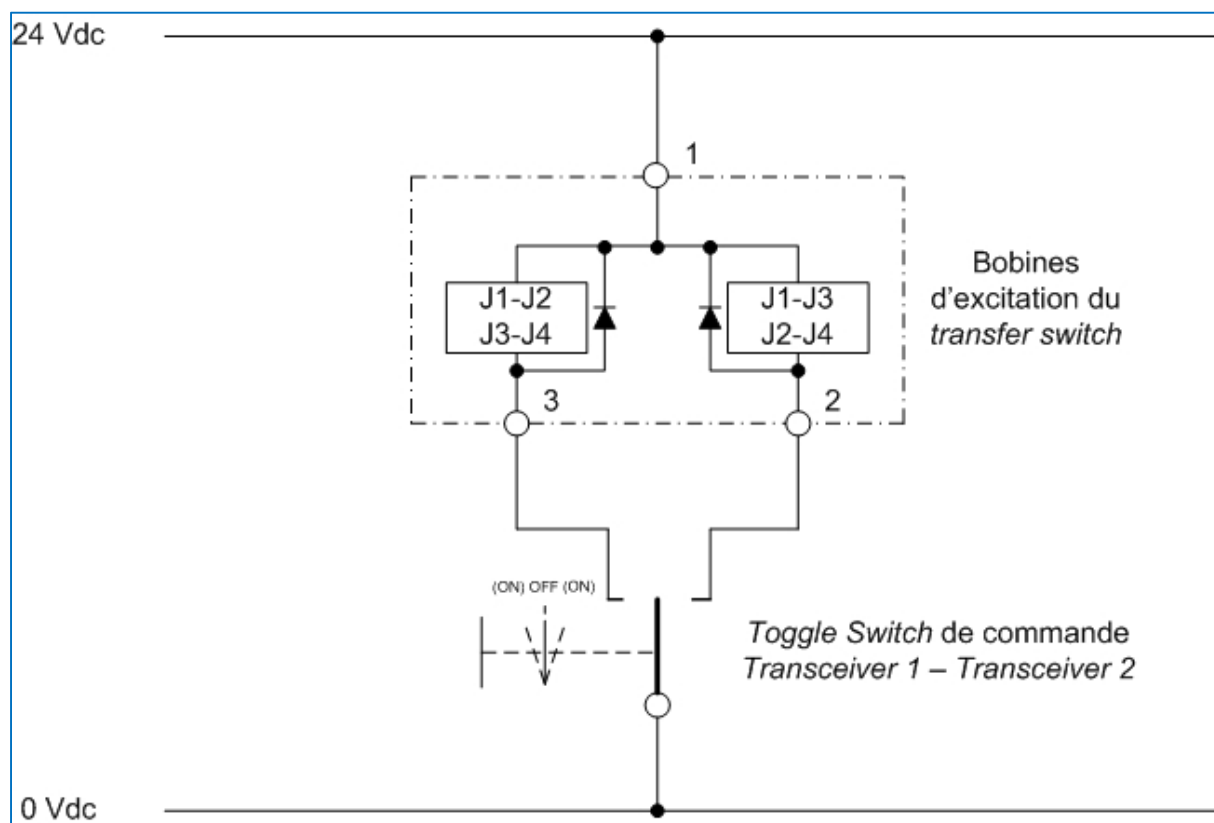 24 Vdc
1
J1-J2
J3-J4
J1-J3
J2-J4
Bobines
d'excitation du
transfer switch
3
2
(ON) OFF (ON)
Toggle Switch de commande
Transceiver 1 – Transceiver 2
0 Vdc